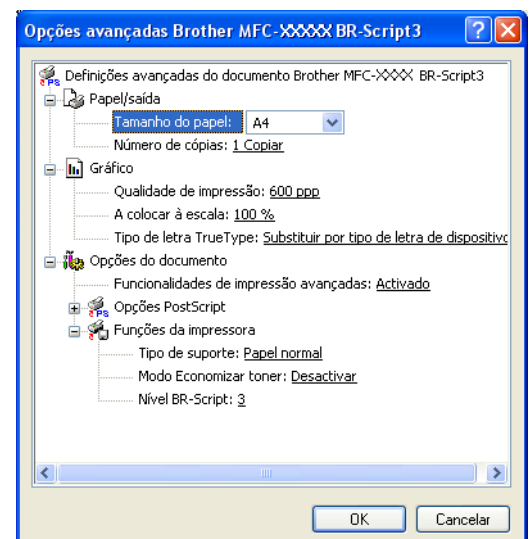 Opções avançadas Brother MFC-XXXXX BR-Script3
Definições avançadas do documento Brother MFC-XXXX BR-Script3
Papel/saída
Tamanho do papel: A4
Número de cópias: 1 Copiar
Gráfico
Qualidade de impressão: 600 ppp
A colocar à escala: 100 %
Tipo de letra TrueType: Substituir por tipo de letra de dispositivo
Opções do documento
Funcionalidades de impressão avançadas: Activado
PS Opções PostScript
Funções da impressora
Tipo de suporte: Papel normal
Modo Economizar toner: Desactivar
Nível BR-Script: 3
OK Cancelar